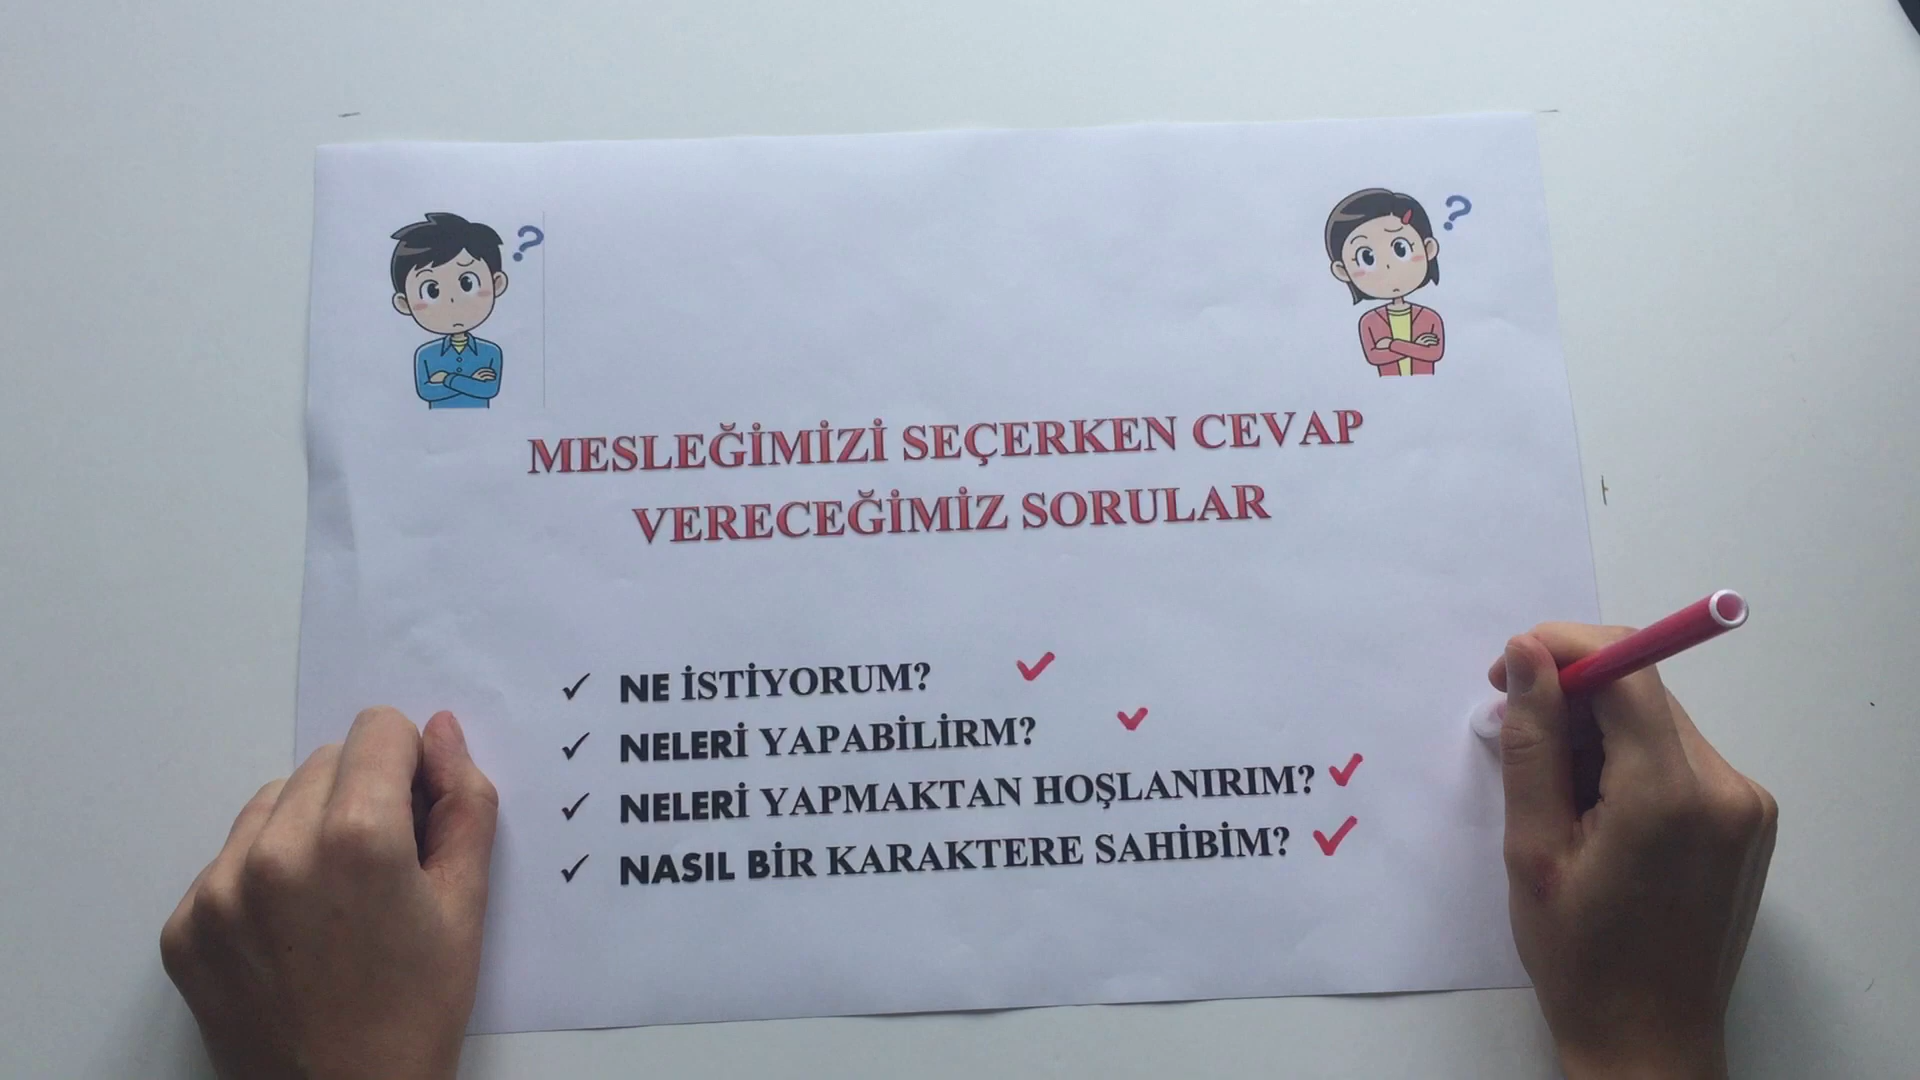 MESLEĞİMİZİ SEÇERKEN CEVAP
VERECEĞİMİZ SORULAR
NE İSTİYORUM?
NELERİ YAPABİLİRM?
NELERİ YAPMAKTAN HOŞLANIRIM?
NASIL BİR KARAKTERE SAHİBİM?